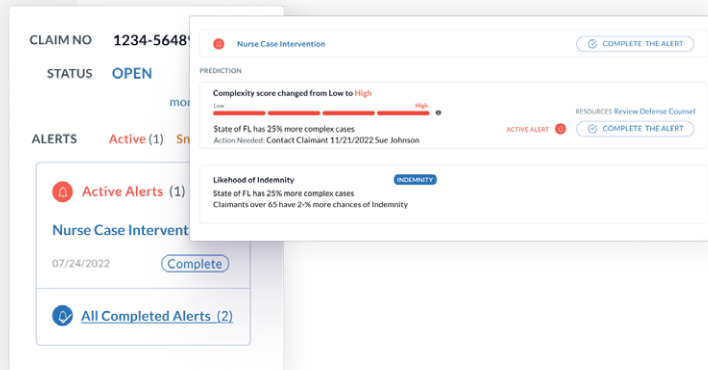 CLAIM NO 1234-5648
STATUS OPEN
ALERTS Active (1)
Active Alerts (1)
Nurse Case
07/24/2022 Complete
All Completed Alerts (2)
Nurse Case Intervention COMPLETE THE ALERT
PREDICTION
Complexity score changed from Low to High
Low High
RESOURCES Review Defense Counsel
State of FL has 25% more complex cases ACTIVE ALERT COMPLETE THE ALERT
Action Needed: Contact Claimant 11/21/2022 Sue Johnson
Likehood of Indemnity INDEMNITY
State of FL has 25% more complex cases
Claimants over 65 have 2-% more chances of Indemnity